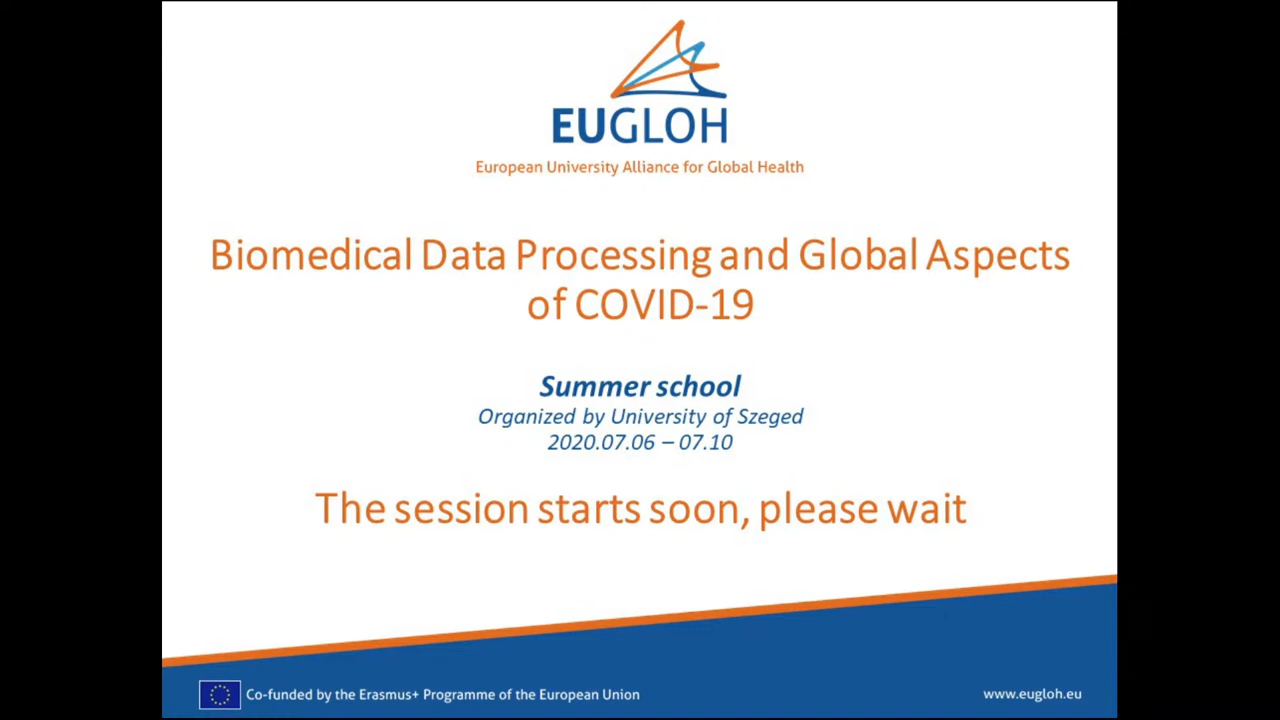 EUGLOH
European University Alliance for Global Health
Biomedical Data Processing and Global Aspects
of COVID-19
Summer school
Organized by University of Szeged
2020.07.06 – 07.10
The session starts soon, please wait
Co-funded by the Erasmus+ Programme of the European Union
www.eugloh.eu